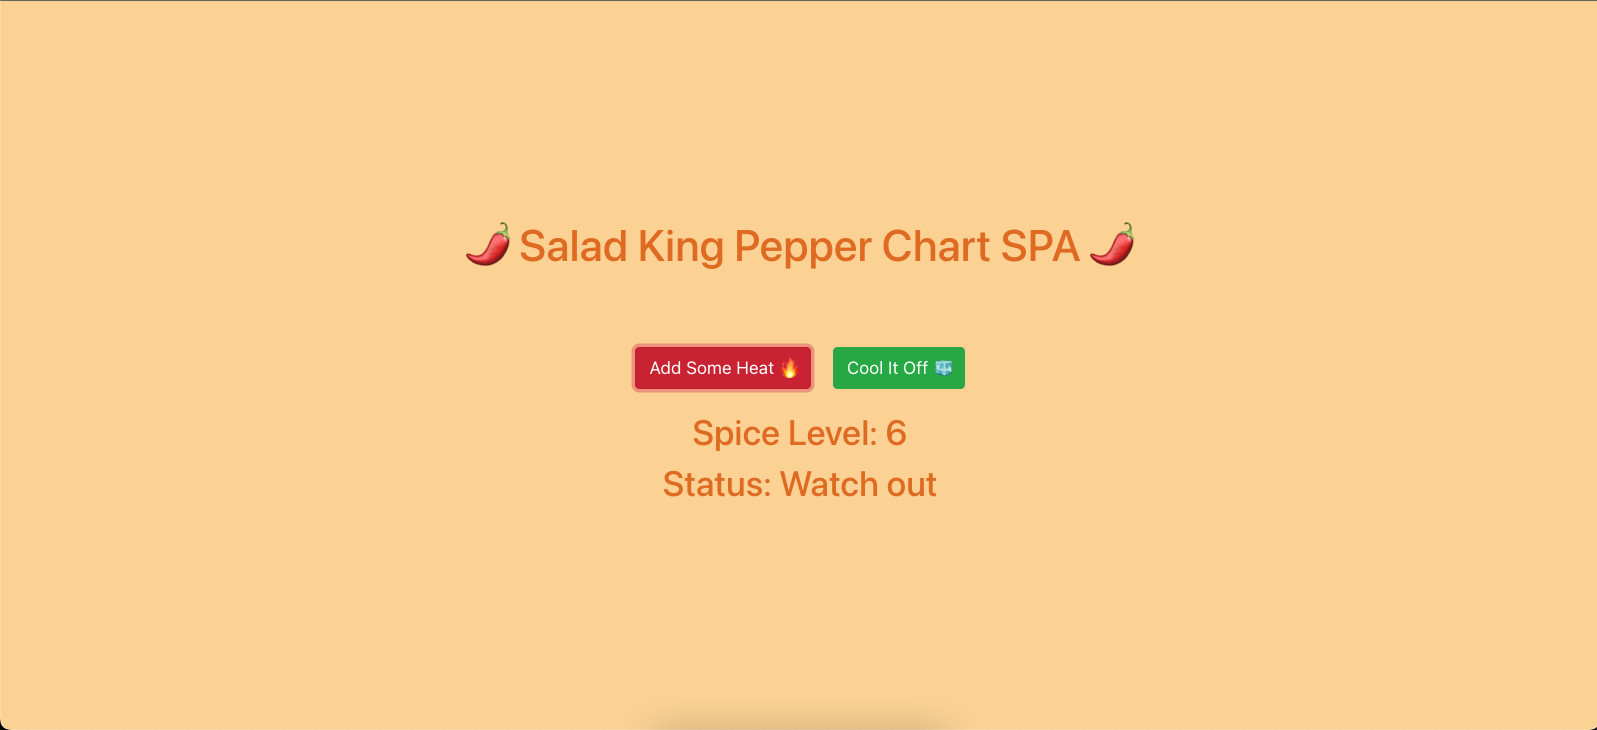 🌶️ Salad King Pepper Chart SPA 🌶️
Add Some Heat 🔥
Cool It Off 🧊
Spice Level: 6
Status: Watch out